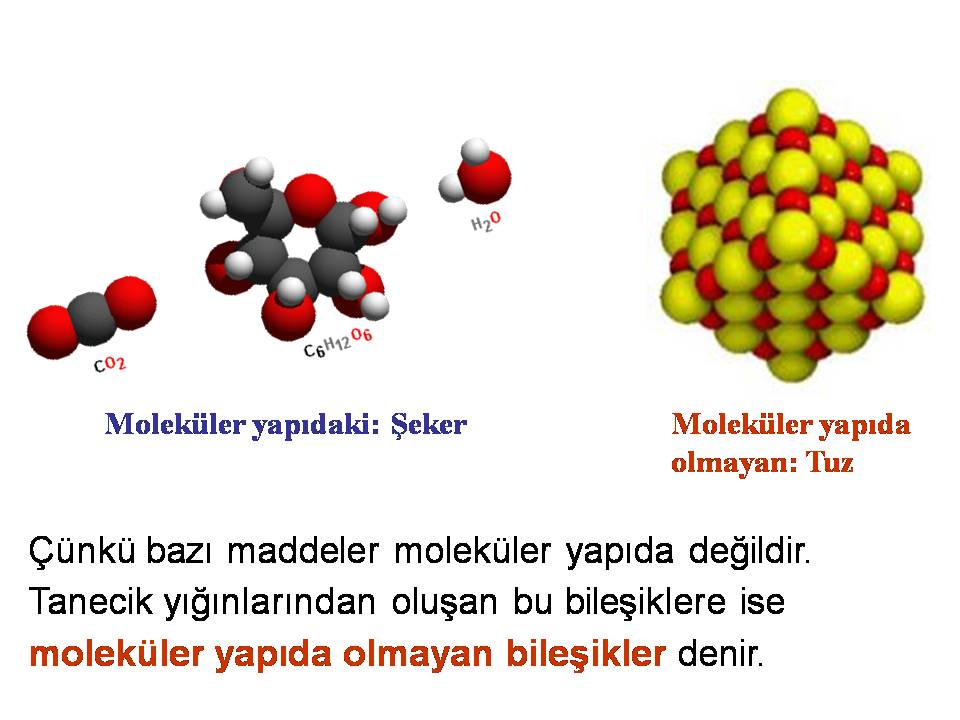 H2O
C6H12O6
CO2
Moleküler yapıdaki: Şeker
Moleküler yapıda
olmayan: Tuz
Çünkü bazı maddeler moleküler yapıda değildir.
Tanecik yığınlarından oluşan bu bileşiklere ise
moleküler yapıda olmayan bileşikler denir.